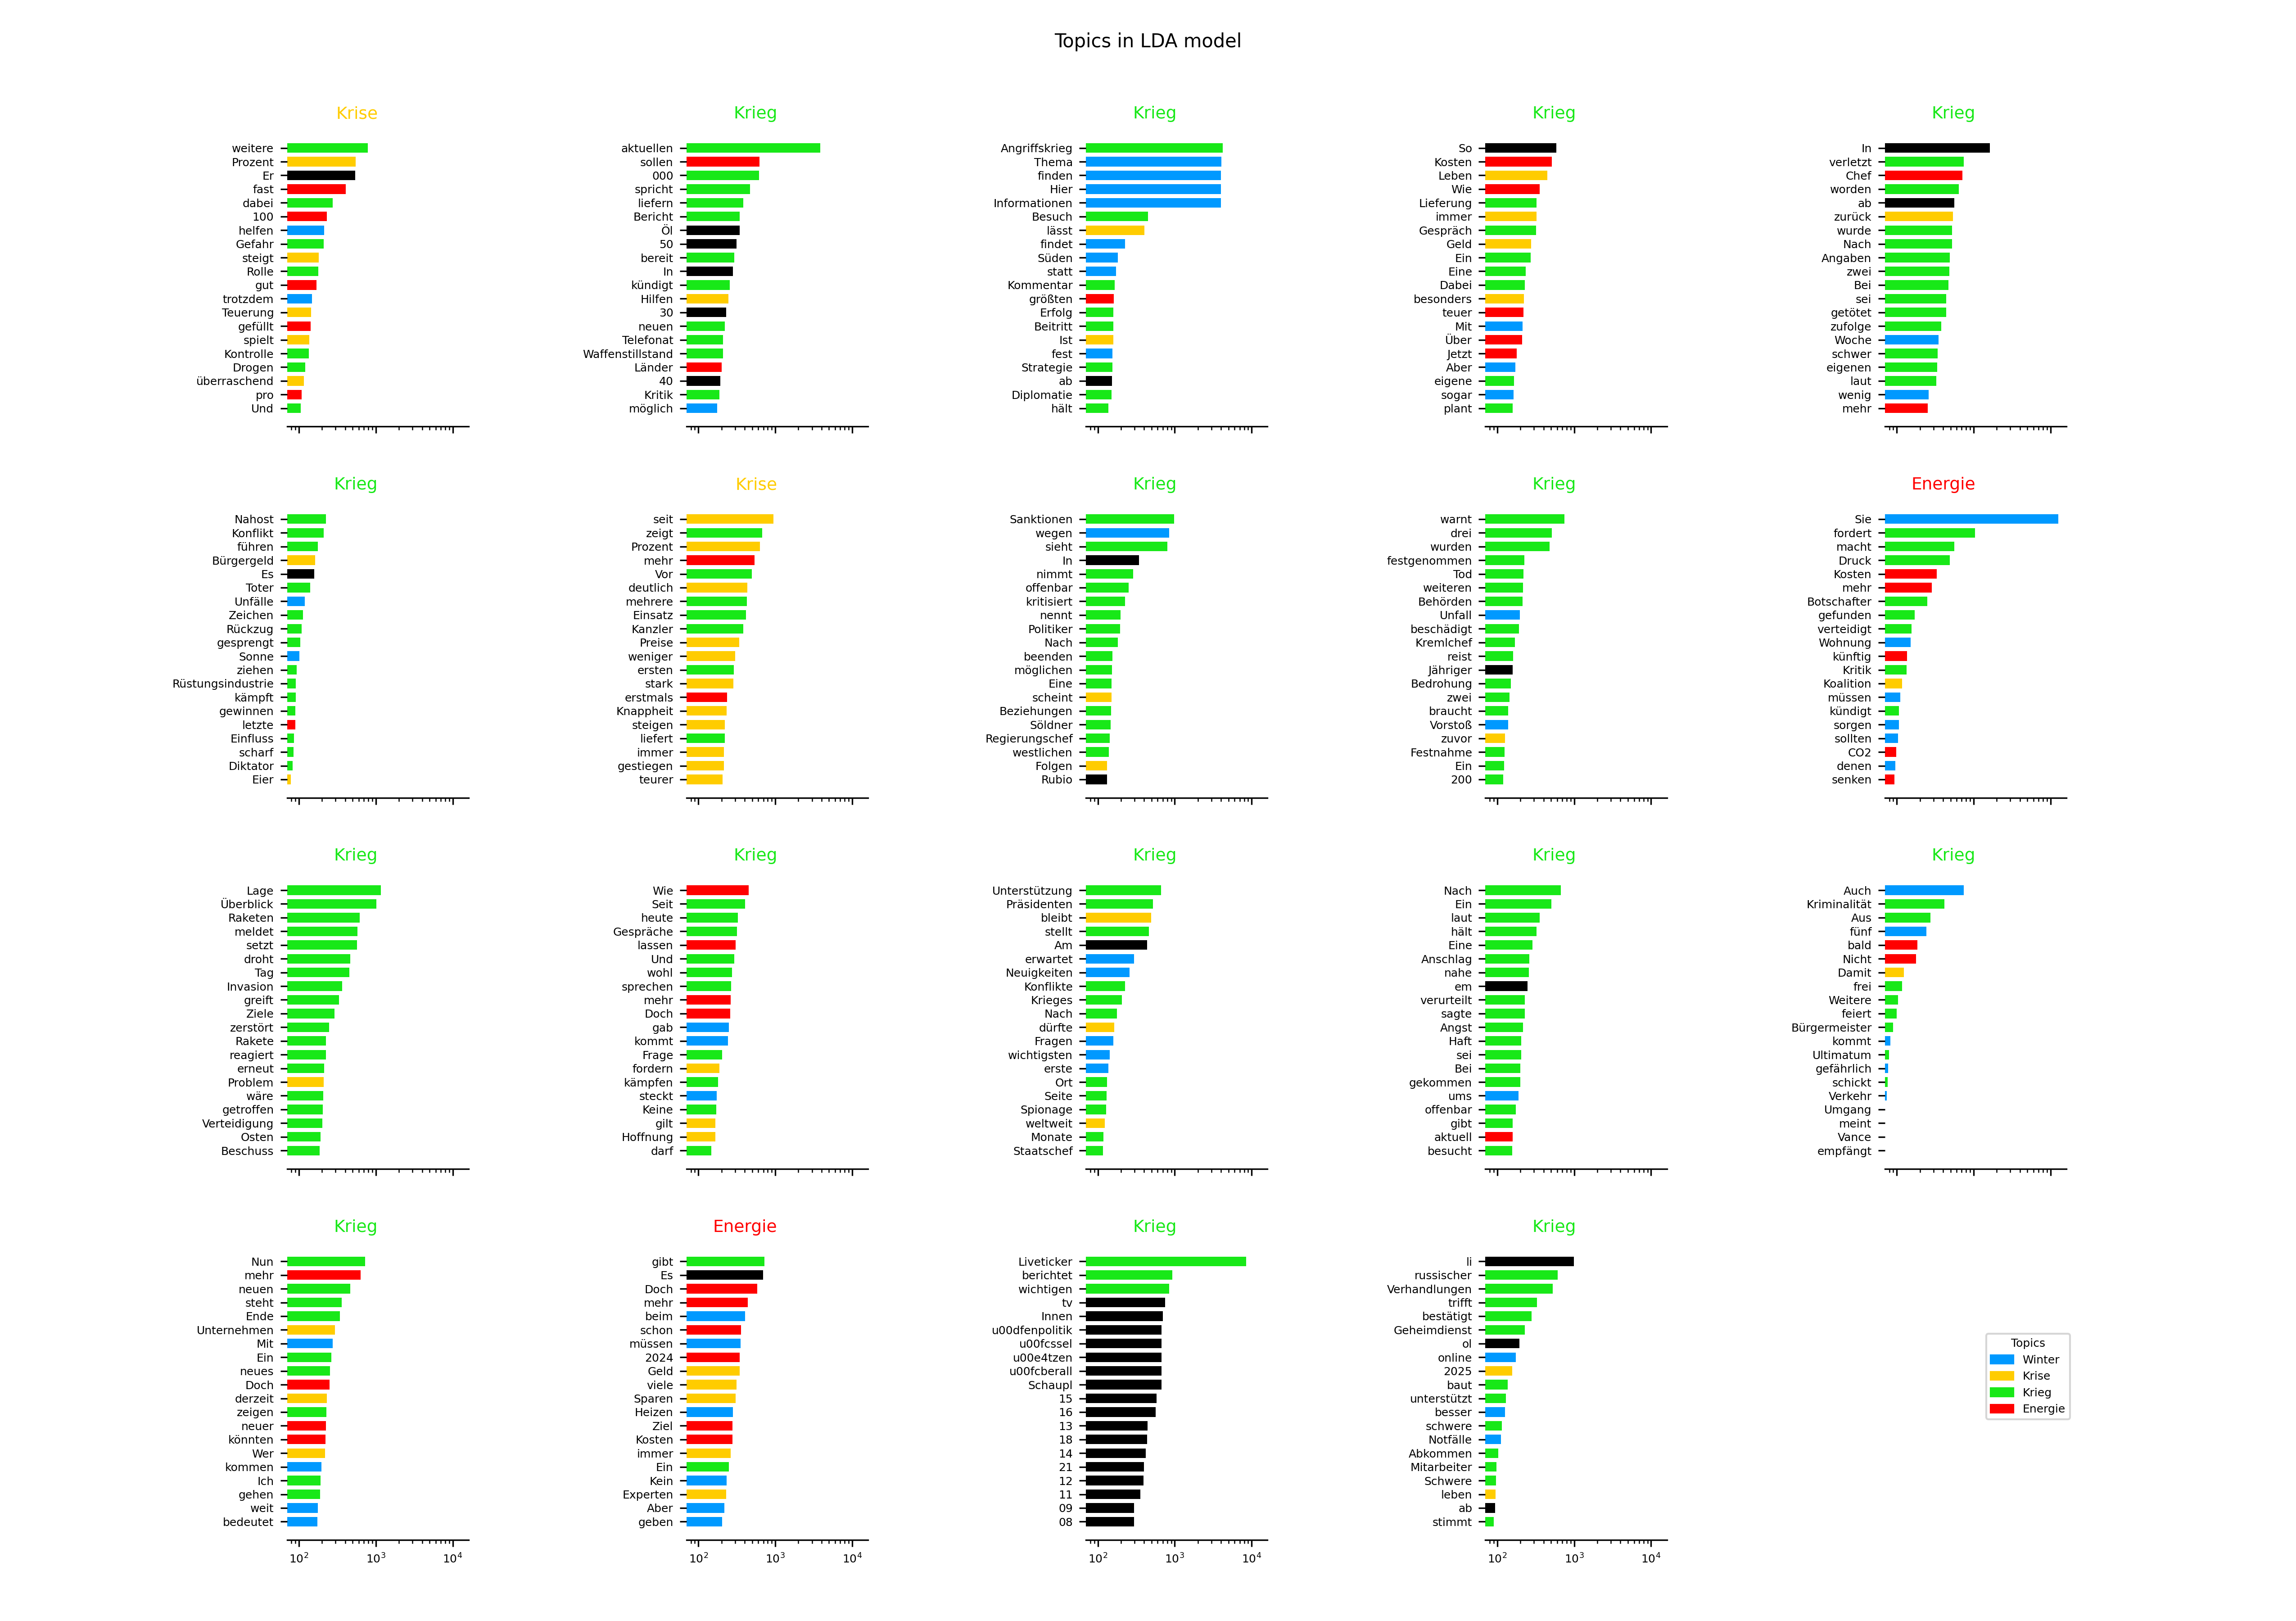 Topics in LDA model
Krise
weitere
Prozent
Er
fast
dabei
100
helfen
Gefahr
steigt
Rolle
gut
trotzdem
Teuerung
gefüllt
spielt
Kontrolle
Drogen
überraschend
pro
Und
Krieg
aktuellen
sollen
000
spricht
liefern
Bericht
Öl
50
bereit
In
kündigt
Hilfen
30
neuen
Telefonat
Waffenstillstand
Länder
40
Kritik
möglich
Krieg
Angriffskrieg
Thema
finden
Hier
Informationen
Besuch
lässt
findet
Süden
statt
Kommentar
größten
Erfolg
Beitritt
Ist
fest
Strategie
ab
Diplomatie
hält
Krieg
So
Kosten
Leben
Wie
Lieferung
immer
Gespräch
Geld
Ein
Eine
Dabei
besonders
teuer
Mit
Über
Jetzt
Aber
eigene
sogar
plant
Krieg
In
verletzt
Chef
worden
ab
zurück
wurde
Nach
Angaben
zwei
Bei
sei
getötet
zufolge
Woche
schwer
eigenen
laut
wenig
mehr
Krieg
Nahost
Konflikt
führen
Bürgergeld
Es
Toter
Unfälle
Zeichen
Rückzug
gesprengt
Sonne
ziehen
Rüstungsindustrie
kämpft
gewinnen
letzte
Einfluss
scharf
Diktator
Eier
Krise
seit
zeigt
Prozent
mehr
Vor
deutlich
mehrere
Einsatz
Kanzler
Preise
weniger
ersten
stark
erstmals
Knappheit
steigen
liefert
immer
gestiegen
teurer
Krieg
Sanktionen
wegen
sieht
In
nimmt
offenbar
kritisiert
nennt
Politiker
Nach
beenden
möglichen
Eine
scheint
Beziehungen
Söldner
Regierungschef
westlichen
Folgen
Rubio
Krieg
warnt
drei
wurden
festgenommen
Tod
weiteren
Behörden
Unfall
beschädigt
Kremlchef
reist
Jähriger
Bedrohung
zwei
braucht
Vorstoß
zuvor
Festnahme
Ein
200
Energie
Sie
fordert
macht
Druck
Kosten
mehr
Botschafter
gefunden
verteidigt
Wohnung
künftig
Kritik
Koalition
müssen
kündigt
sorgen
sollten
CO2
denen
senken
Krieg
Lage
Überblick
Raketen
meldet
setzt
droht
Tag
Invasion
greift
Ziele
zerstört
Rakete
reagiert
erneut
Problem
wäre
getroffen
Verteidigung
Osten
Beschuss
Krieg
Wie
Seit
heute
Gespräche
lassen
Und
wohl
sprechen
mehr
Doch
gab
kommt
Frage
fordern
kämpfen
steckt
Keine
gilt
Hoffnung
darf
Krieg
Unterstützung
Präsidenten
bleibt
stellt
Am
erwartet
Neuigkeiten
Konflikte
Krieges
Nach
dürfte
Fragen
wichtigsten
erste
Ort
Seite
Spionage
weltweit
Monate
Staatschef
Krieg
Nach
Ein
laut
hält
Eine
Anschlag
nahe
em
verurteilt
sagte
Angst
Haft
sei
Bei
gekommen
ums
offenbar
gibt
aktuell
besucht
Krieg
Auch
Kriminalität
Aus
fünf
bald
Nicht
Damit
frei
Weitere
feiert
Bürgermeister
kommt
Ultimatum
gefährlich
schickt
Verkehr
Umgang
meint
Vance
empfängt
Krieg
Nun
mehr
neuen
steht
Ende
Unternehmen
Mit
Ein
neues
Doch
derzeit
zeigen
neuer
könnten
Wer
kommen
Ich
gehen
weit
bedeutet
10² 10³ 10⁴
Energie
gibt
Es
Doch
mehr
beim
schon
müssen
2024
Geld
viele
Sparen
Heizen
Ziel
Kosten
immer
Ein
Kein
Experten
Aber
geben
10² 10³ 10⁴
Krieg
Liveticker
berichtet
wichtigen
tv
Innen
u00dfenpolitik
u00fcssel
u00e4tzen
u00fcberall
Schaupl
15
16
13
18
14
21
12
11
09
08
10² 10³ 10⁴
Krieg
li
russischer
Verhandlungen
trifft
bestätigt
Geheimdienst
ol
online
2025
baut
unterstützt
besser
schwere
Notfälle
Abkommen
Mitarbeiter
Schwere
leben
ab
stimmt
10² 10³ 10⁴
Topics
Winter
Krise
Krieg
Energie